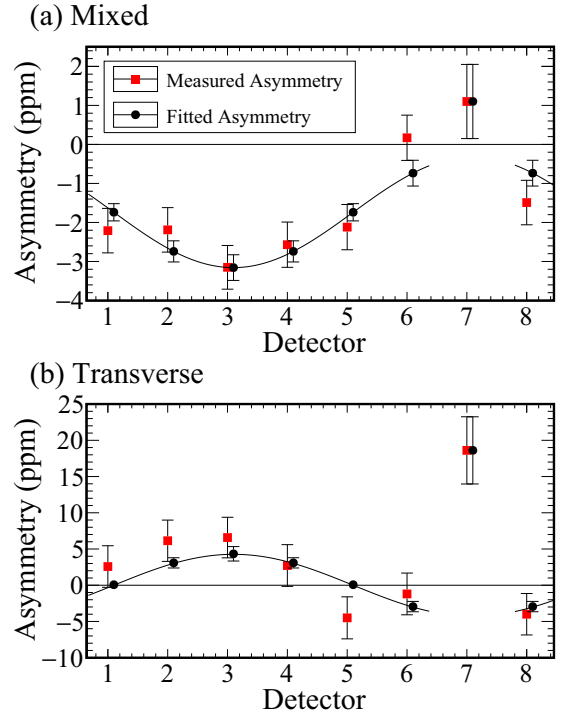 (a) Mixed
2
1
0
−1
−2
−3
−4
Asymmetry (ppm)
Measured Asymmetry
Fitted Asymmetry
1 2 3 4 5 6 7 8
Detector
(b) Transverse
25
20
15
10
5
0
−5
−10
Asymmetry (ppm)
1 2 3 4 5 6 7 8
Detector